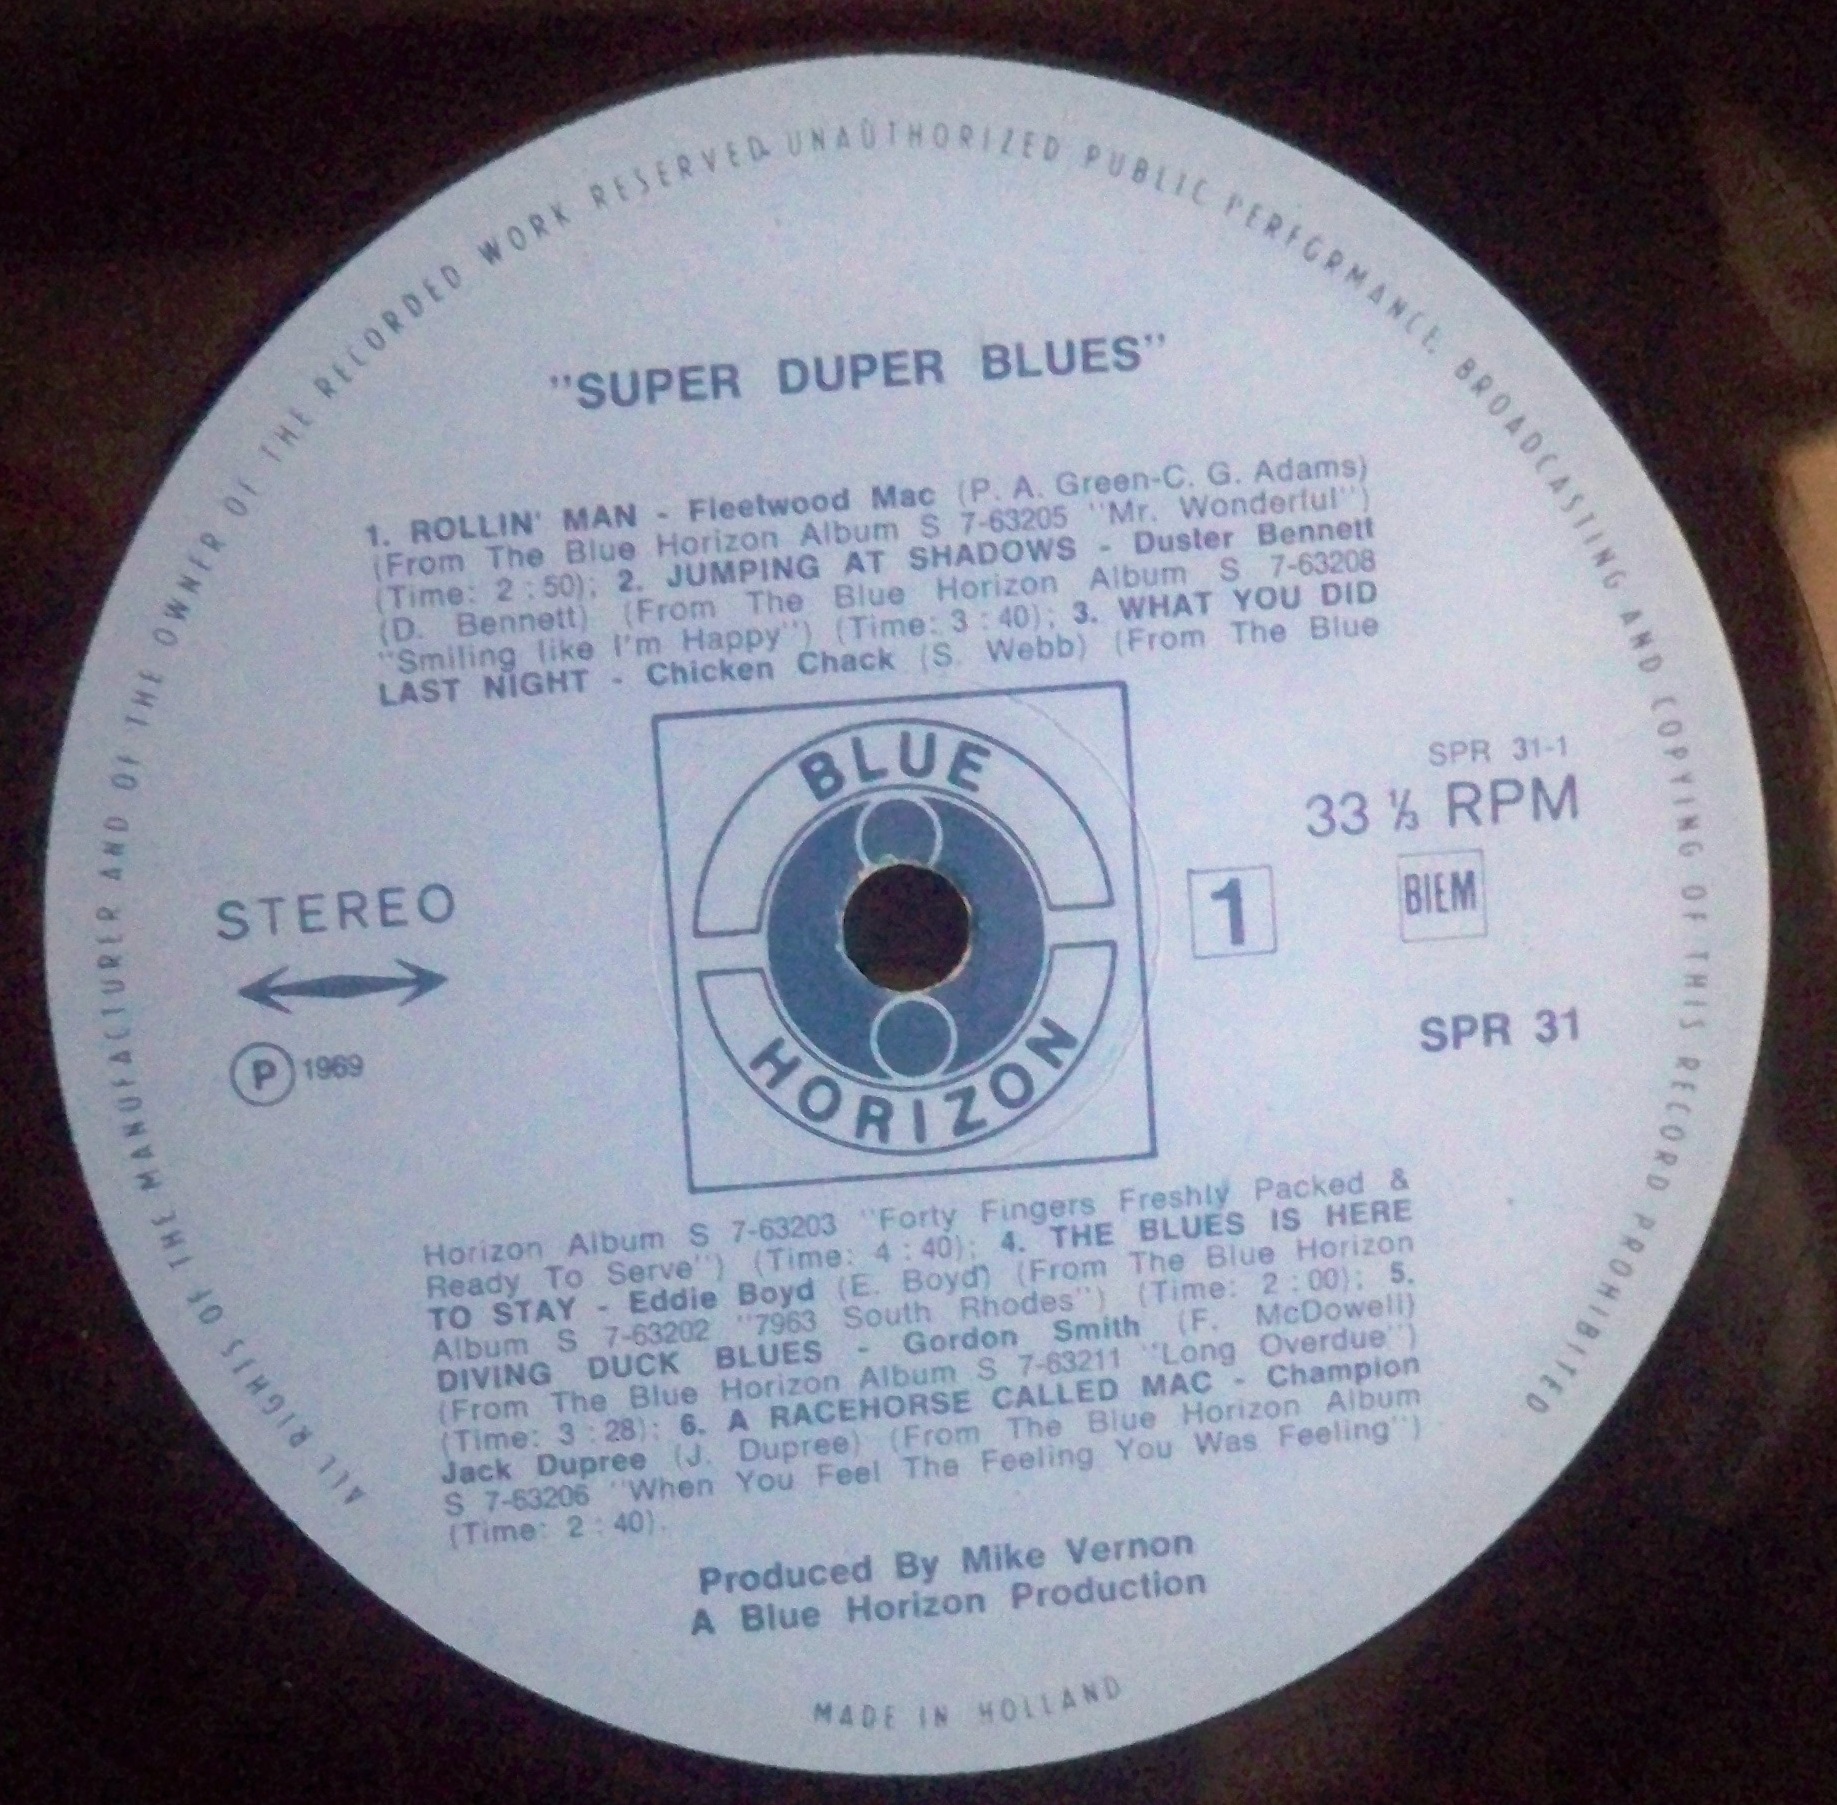 ALL RIGHTS OF THE MANUFACTURER AND OF THE OWNER OF THE RECORDED WORK RESERVED. UNAUTHORIZED PUBLIC PERFORMANCE, BROADCASTING AND COPYING OF THIS RECORD PROHIBITED
"SUPER DUPER BLUES"
1. ROLLIN' MAN - Fleetwood Mac (P. A. Green-C. G. Adams)
(From The Blue Horizon Album S 7-63205 "Mr. Wonderful")
(Time: 2:50); 2. JUMPING AT SHADOWS - Duster Bennett
(D. Bennett) (From The Blue Horizon Album S 7-63208
"Smiling like I'm Happy") (Time: 3:40); 3. WHAT YOU DID
LAST NIGHT - Chicken Chack (S. Webb) (From The Blue
BLUE
HORIZON
STEREO
P 1969
SPR 31-1
33 1/3 RPM
1
BIEM
SPR 31
Horizon Album S 7-63203 "Forty Fingers Freshly Packed &
Ready To Serve") (Time: 4:40); 4. THE BLUES IS HERE
TO STAY - Eddie Boyd (E. Boyd) (From The Blue Horizon
Album S 7-63202 "7963 South Rhodes") (Time: 2:00); 5.
DIVING DUCK BLUES - Gordon Smith (F. McDowell)
(From The Blue Horizon Album S 7-63211 "Long Overdue")
(Time: 3:28); 6. A RACEHORSE CALLED MAC - Champion
Jack Dupree (J. Dupree) (From The Blue Horizon Album
S 7-63206 "When You Feel The Feeling You Was Feeling")
(Time: 2:40).
Produced By Mike Vernon
A Blue Horizon Production
MADE IN HOLLAND